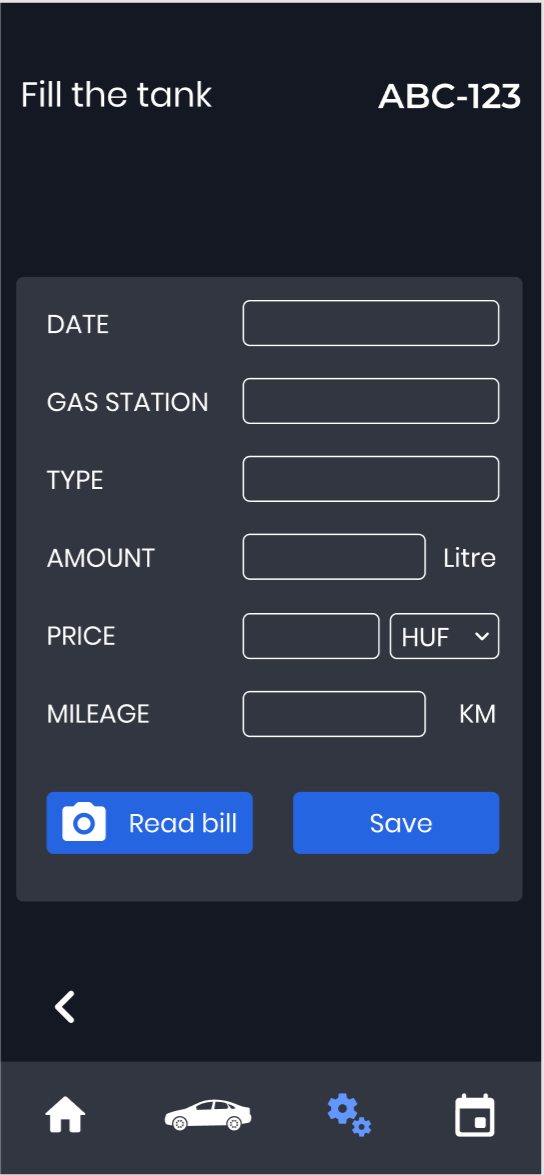 Fill the tank ABC-123
DATE
GAS STATION
TYPE
AMOUNT Litre
PRICE HUF
MILEAGE KM
Read bill Save